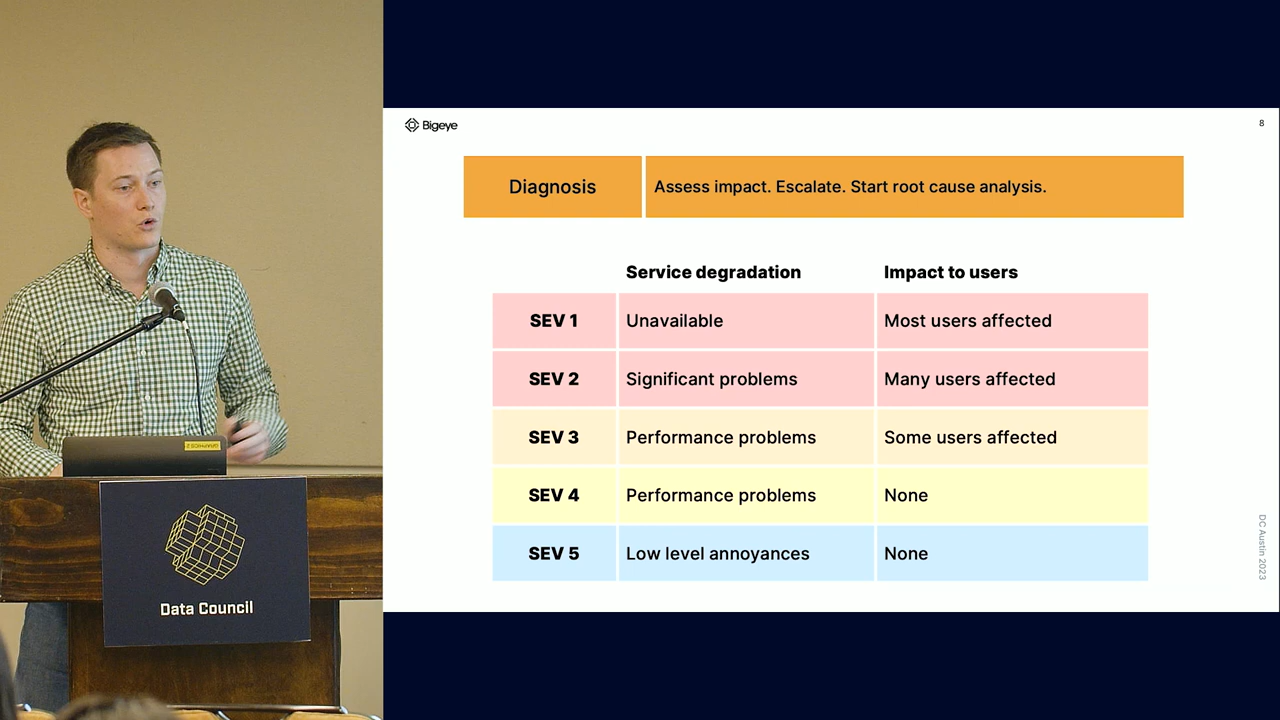 Bigeye
8
Diagnosis
Assess impact. Escalate. Start root cause analysis.
Service degradation
Impact to users
SEV 1
Unavailable
Most users affected
SEV 2
Significant problems
Many users affected
SEV 3
Performance problems
Some users affected
SEV 4
Performance problems
None
SEV 5
Low level annoyances
None
DC Austin 2023
GRAPHICS 2
Data Council